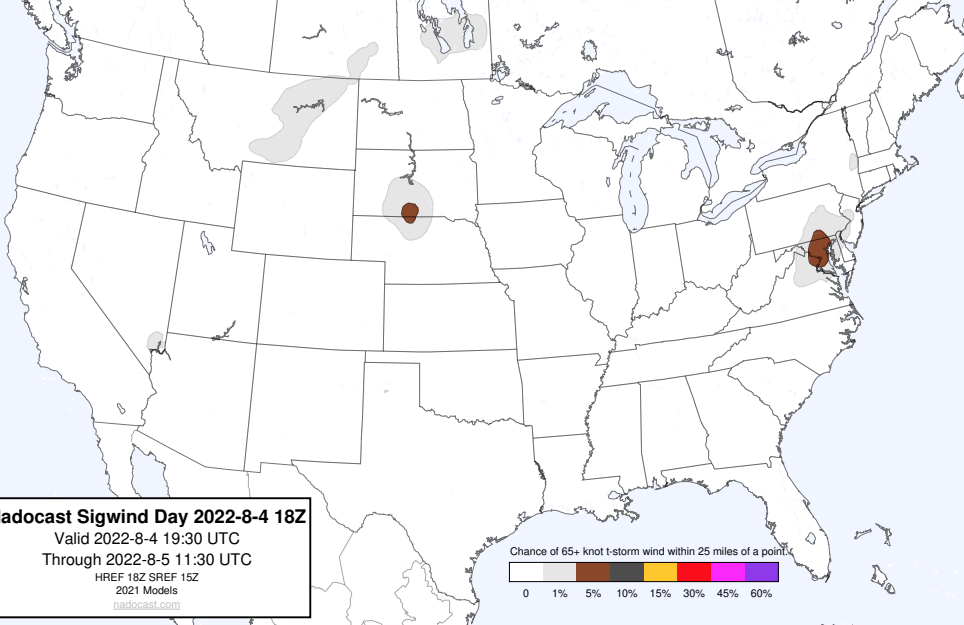 adocast Sigwind Day 2022-8-4 18Z
Valid 2022-8-4 19:30 UTC
Through 2022-8-5 11:30 UTC
HREF 18Z SREF 15Z
2021 Models
nadocast.com
Chance of 65+ knot t-storm wind within 25 miles of a point.
0 1% 5% 10% 15% 30% 45% 60%